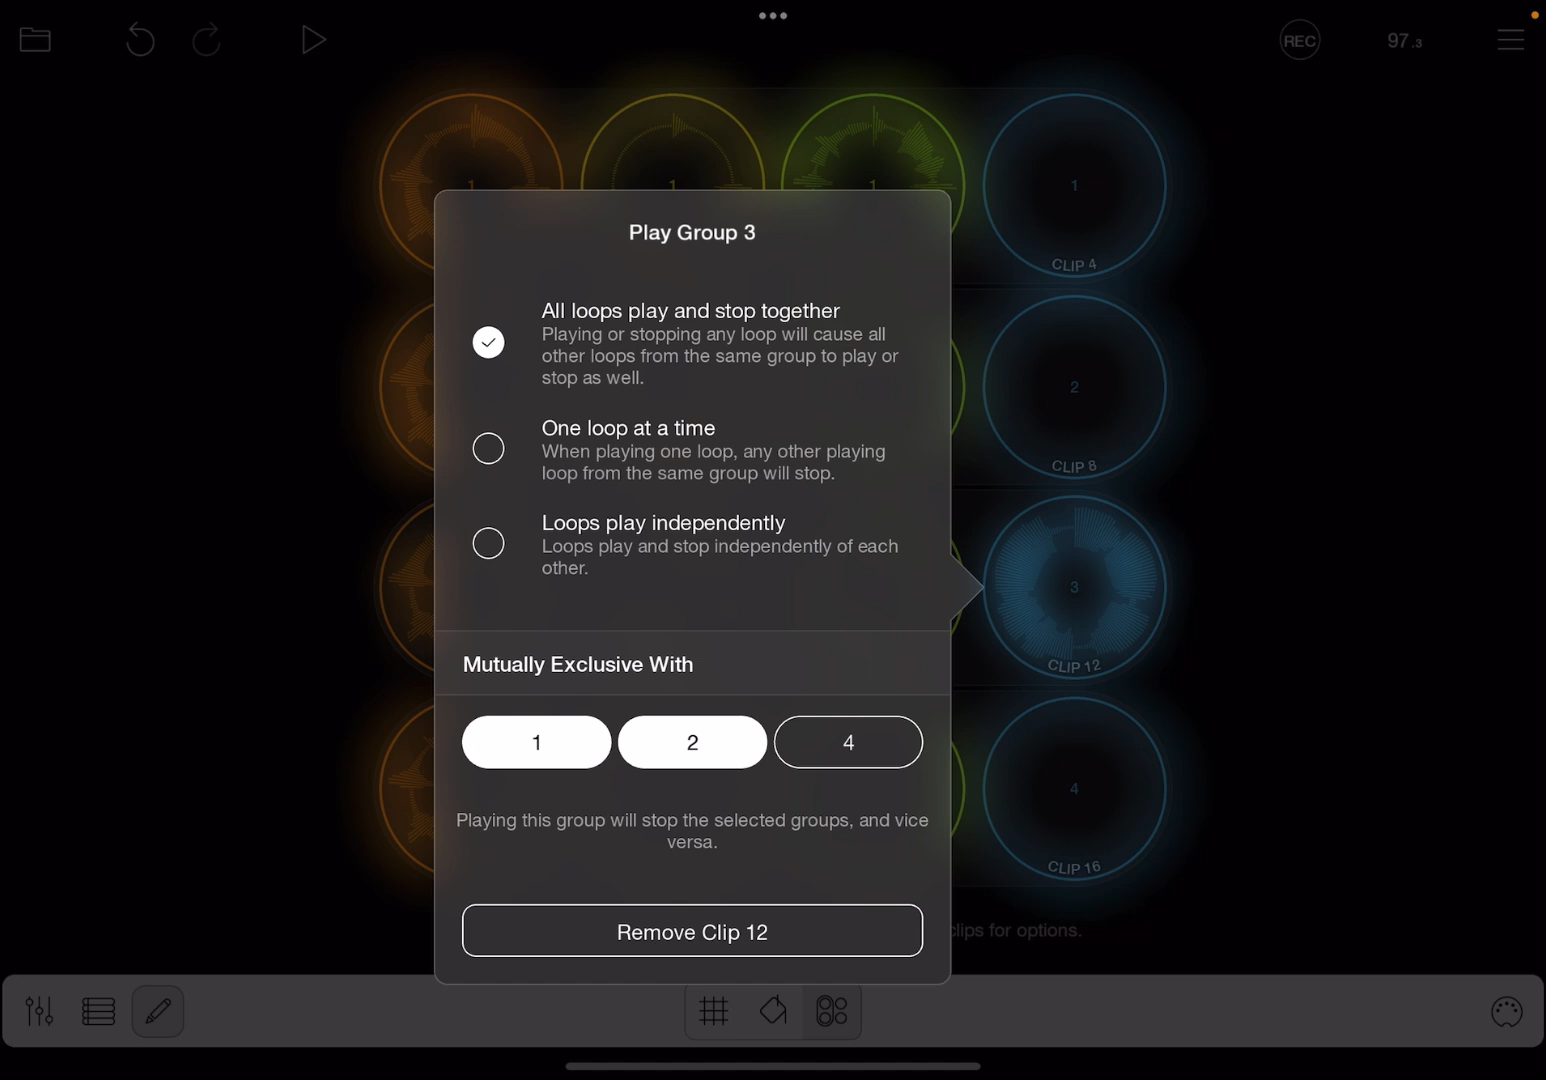 REC
97.3
1
1
1
1
CLIP 4
Play Group 3
All loops play and stop together
Playing or stopping any loop will cause all
other loops from the same group to play or
stop as well.
2
CLIP 8
One loop at a time
When playing one loop, any other playing
loop from the same group will stop.
Loops play independently
Loops play and stop independently of each
other.
3
CLIP 12
Mutually Exclusive With
1
2
4
4
CLIP 16
Playing this group will stop the selected groups, and vice
versa.
Remove Clip 12
clips for options.